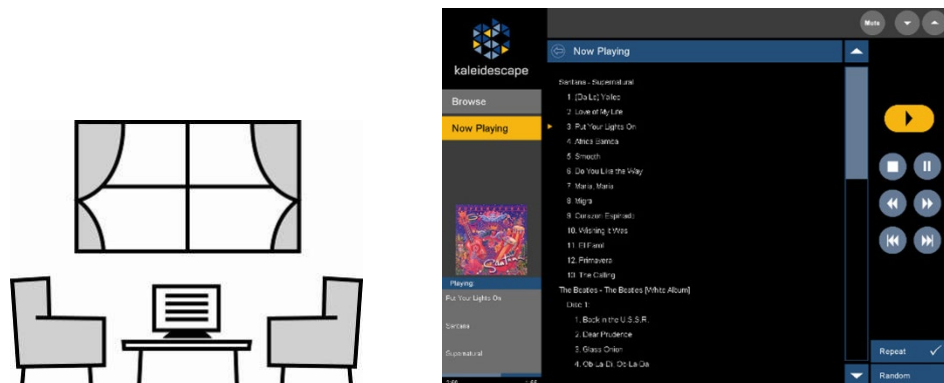 kaleidescape
Browse
Now Playing
Playing:
Put Your Lights On
Santana
Supernatural
Now Playing
Santana - Supernatural
1. (Da Le) Yaleo
2. Love of My Life
3. Put Your Lights On
4. Africa Bamba
5. Smooth
6. Do You Like the Way
7. Maria, Maria
8. Migra
9. Corazon Espinado
10. Wishing It Was
11. El Farol
12. Primavera
13. The Calling
The Beatles - The Beatles [White Album]
Disc 1:
1. Back in the U.S.S.R.
2. Dear Prudence
3. Glass Onion
4. Ob-La-Di, Ob-La-Da
Mute
Repeat
Random